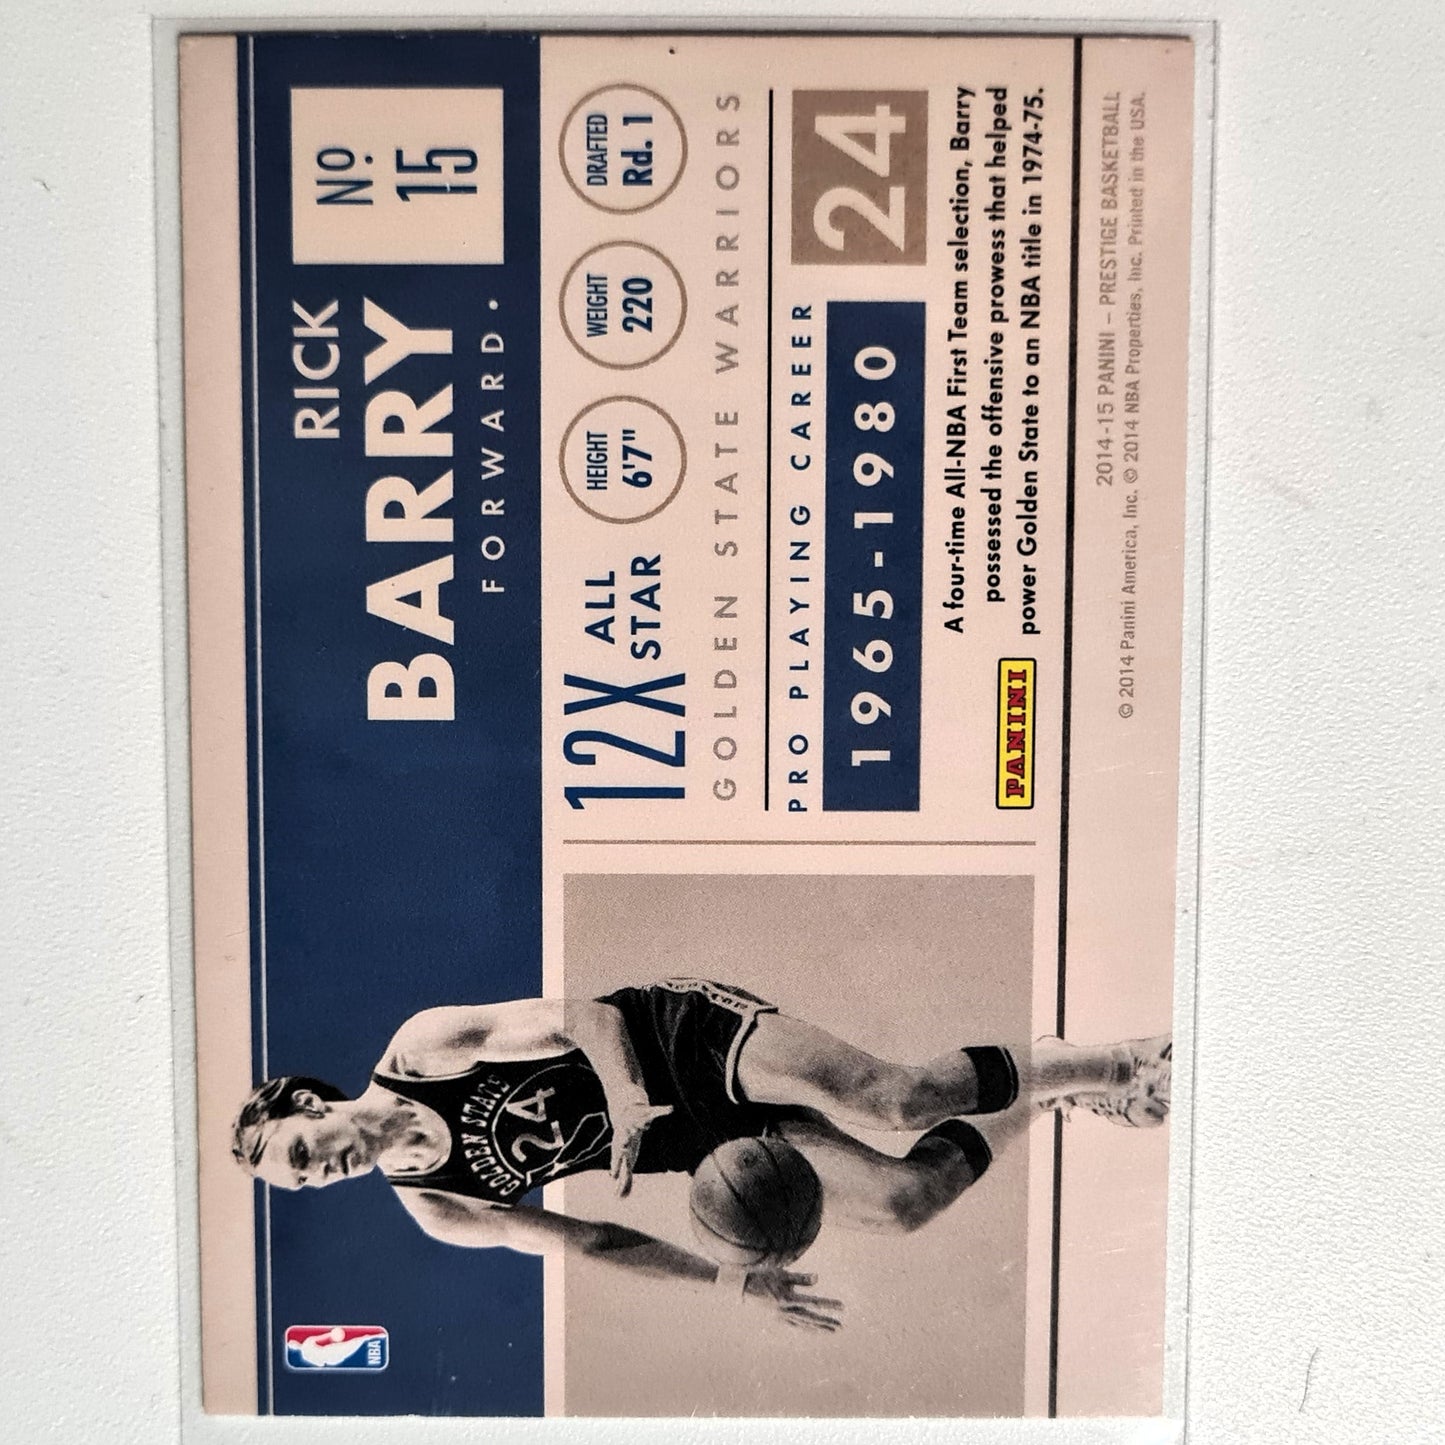 RICK
BARRY
FORWARD.
Nº.
15
12X
ALL
STAR
HEIGHT
6'7"
WEIGHT
220
DRAFTED
Rd. 1
GOLDEN STATE WARRIORS
PRO PLAYING CAREER
1965-1980
24
A four-time All-NBA First Team selection, Barry
possessed the offensive prowess that helped
power Golden State to an NBA title in 1974-75.
PANINI
2014-15 PANINI – PRESTIGE BASKETBALL
© 2014 Panini America, Inc. © 2014 NBA Properties, Inc. Printed in the USA.
GOLDEN STATE
24
NBA